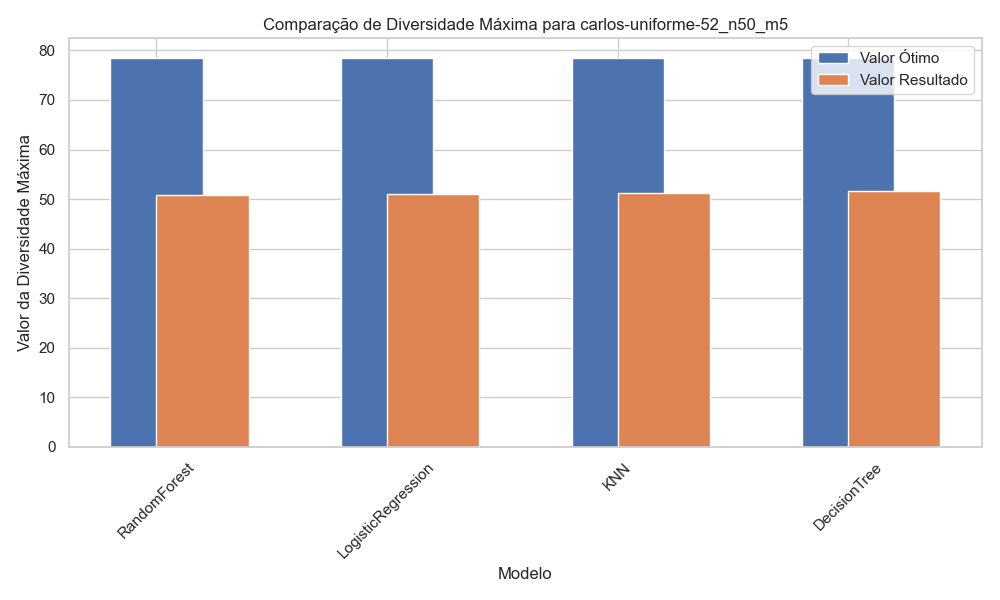 Comparação de Diversidade Máxima para carlos-uniforme-52_n50_m5
Valor Ótimo
Valor Resultado
Valor da Diversidade Máxima
80
70
60
50
40
30
20
10
0
RandomForest
LogisticRegression
KNN
DecisionTree
Modelo